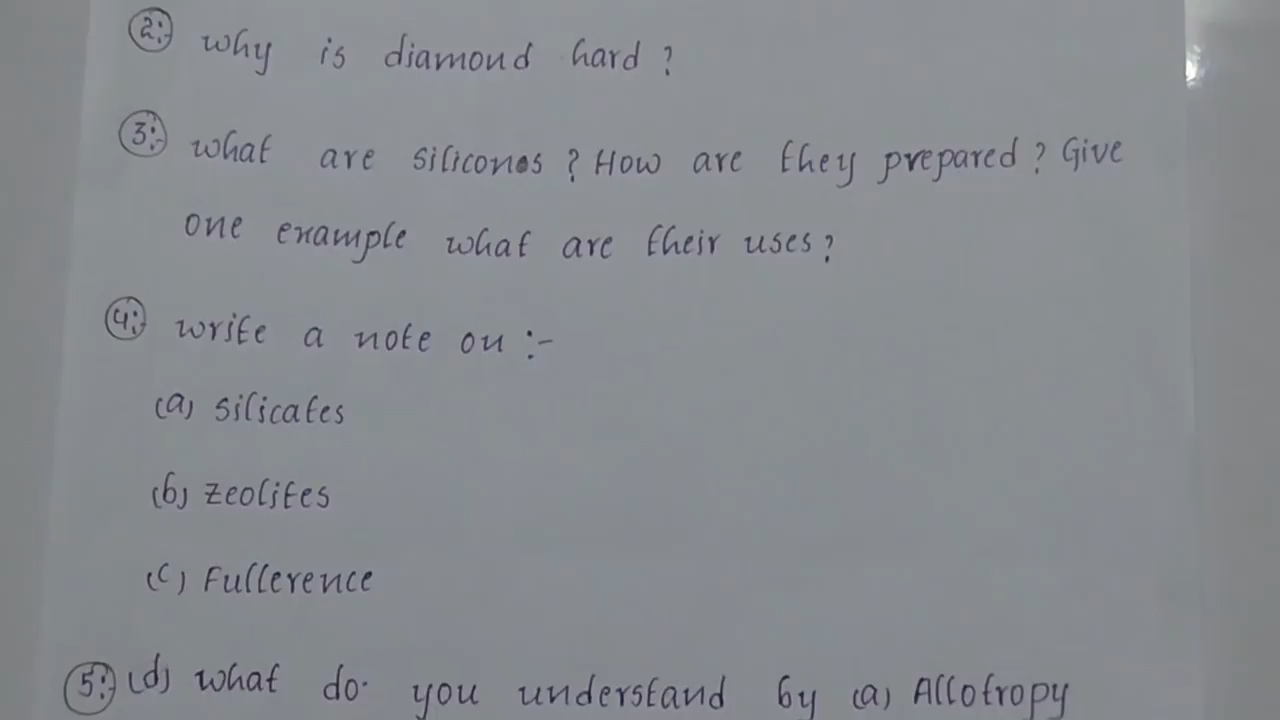 2:- why is diamond hard ?
3:- what are silicones ? How are they prepared ? Give
one example what are their uses ?
4:- write a note on :-
(a) silicates
(b) zeolites
(c) Fullerence
5:- (d) what do you understand by (a) Allotropy